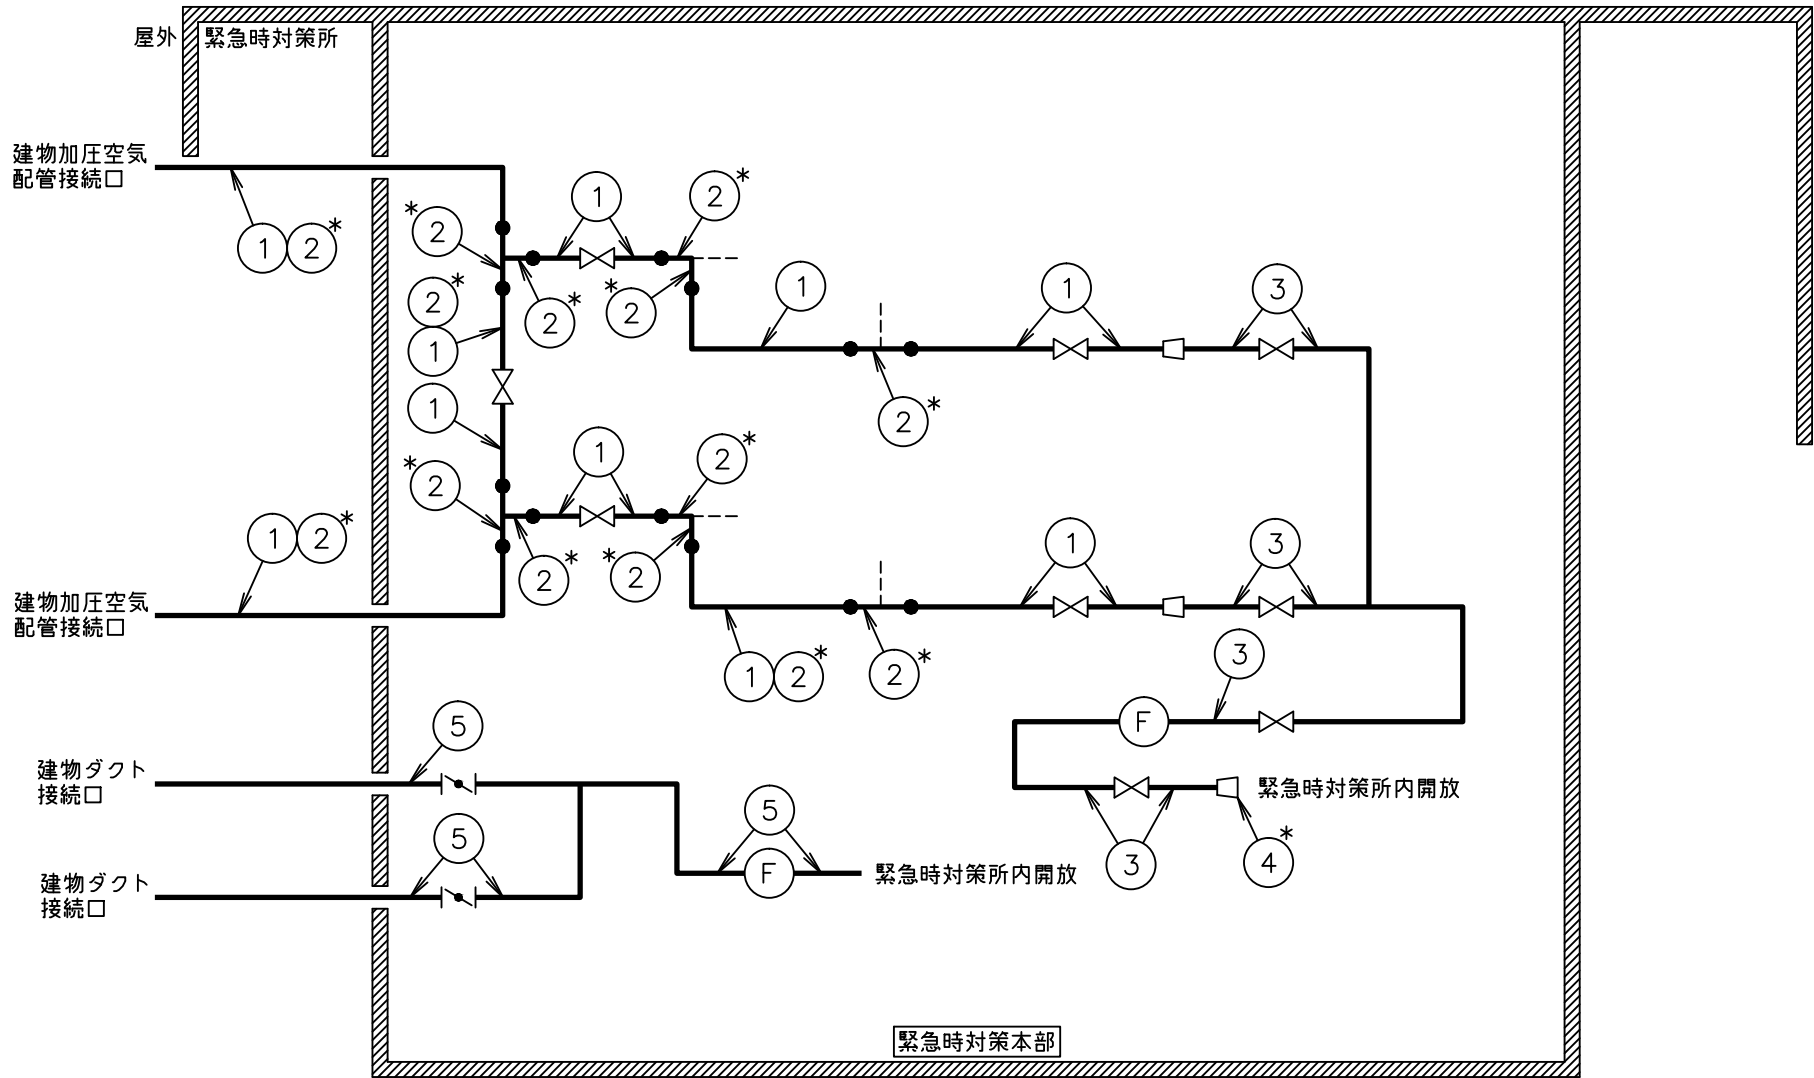 屋外
緊急時対策所
建物加圧空気
配管接続口
1 2*
*2
2*
1
1
2*
2*
*2
1
2*
1
3
1
*2
1
2*
2*
*2
1 2*
建物加圧空気
配管接続口
1 2*
2*
1
3
3
F
3
4*
緊急時対策所内開放
建物ダクト
接続口
5
建物ダクト
接続口
5
5
F
緊急時対策所内開放
緊急時対策本部